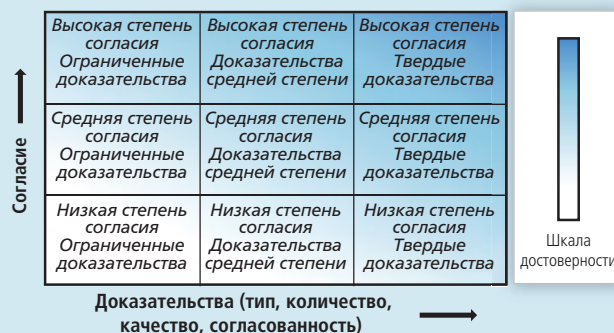 Высокая степень
согласия
Ограниченные
доказательства
Высокая степень
согласия
Доказательства
средней степени
Высокая степень
согласия
Твердые
доказательства
Средняя степень
согласия
Ограниченные
доказательства
Средняя степень
согласия
Доказательства
средней степени
Средняя степень
согласия
Твердые
доказательства
Низкая степень
согласия
Ограниченные
доказательства
Низкая степень
согласия
Доказательства
средней степени
Низкая степень
согласия
Твердые
доказательства
Согласие
Доказательства (тип, количество,
качество, согласованность)
Шкала
достоверности